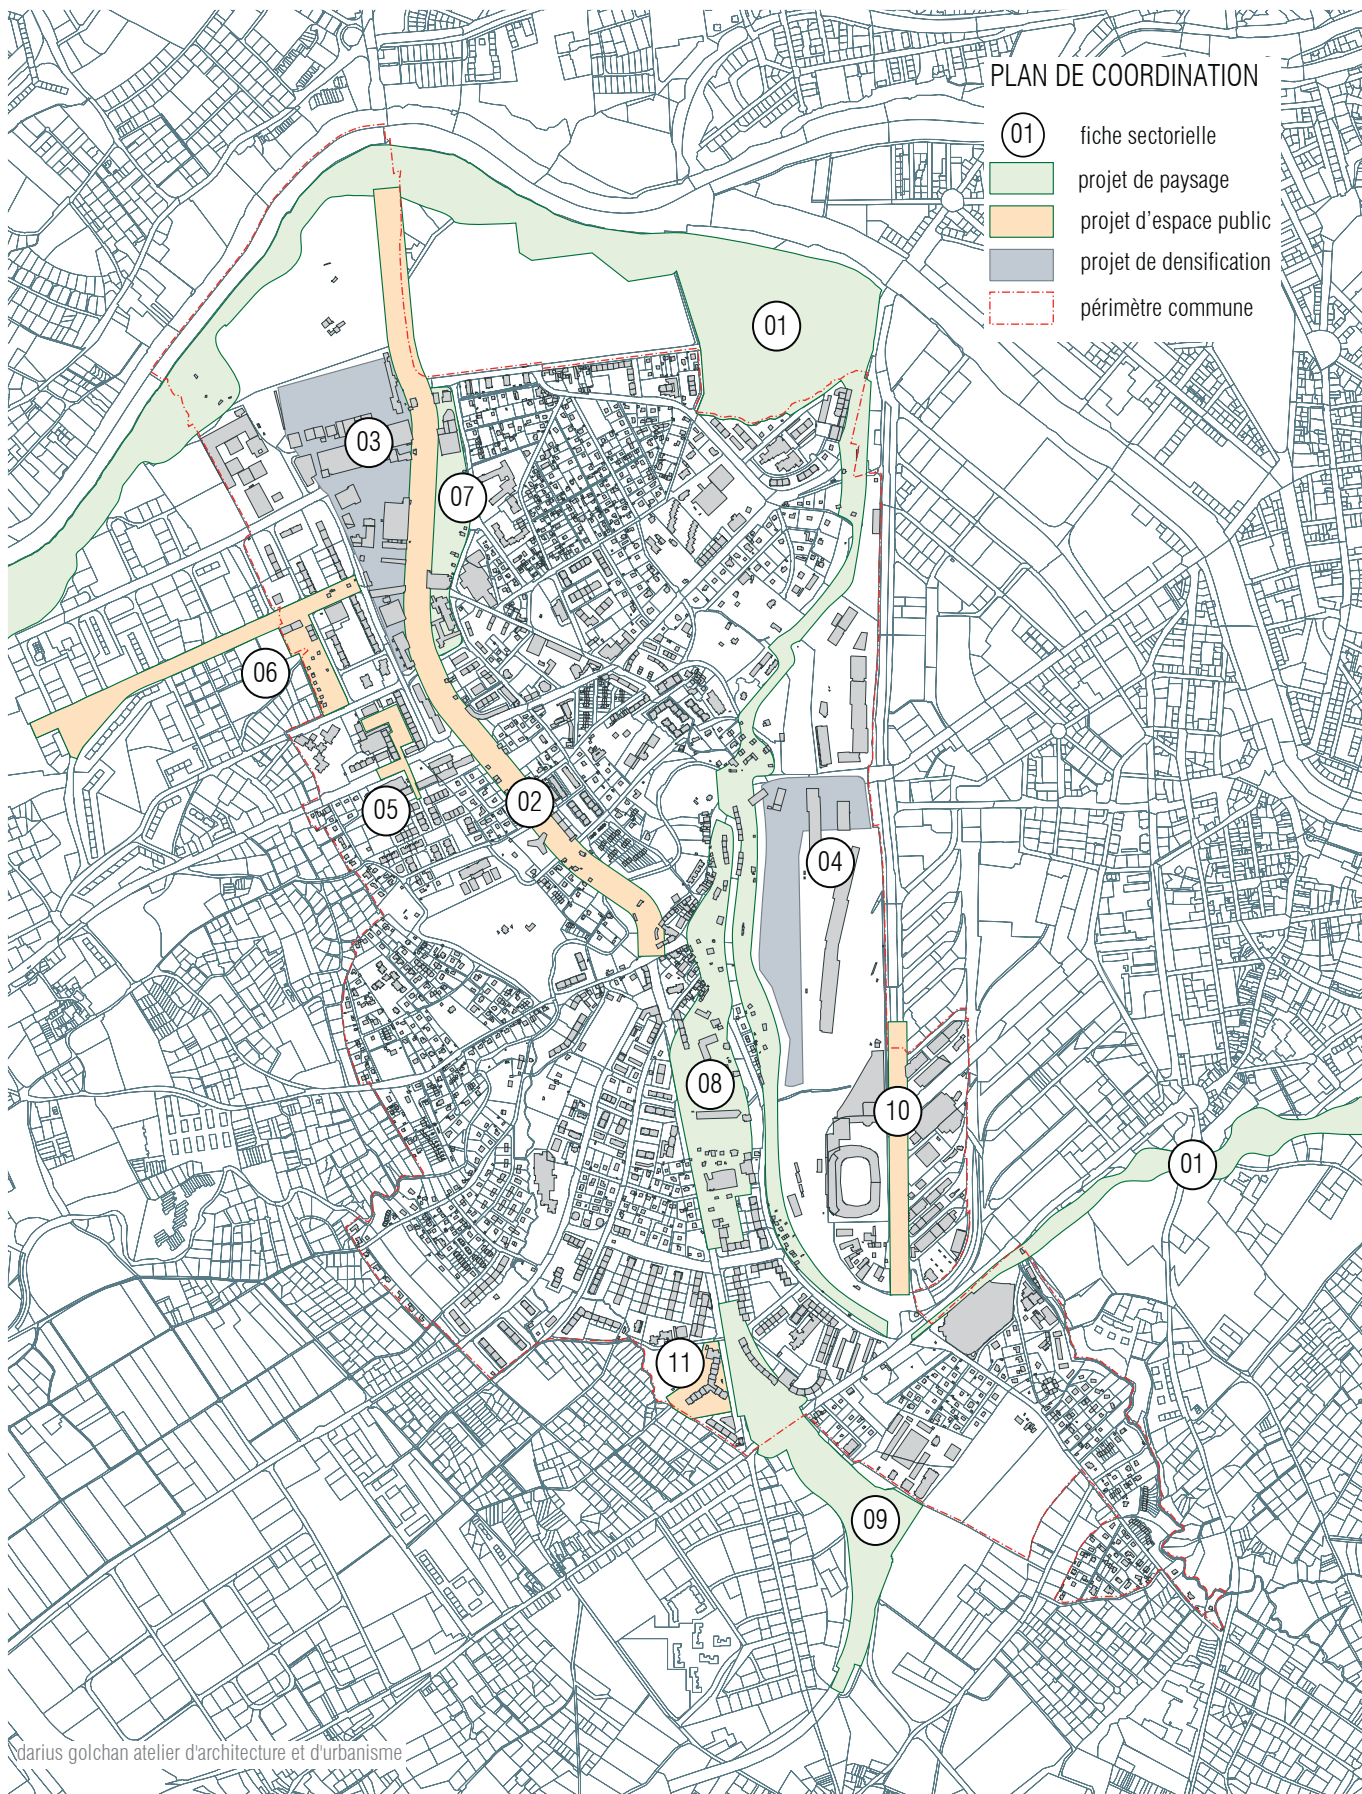 PLAN DE COORDINATION
01 fiche sectorielle
projet de paysage
projet d'espace public
projet de densification
périmètre commune
01
03
07
06
02
05
04
08
10
01
11
09
darius golchan atelier d'architecture et d'urbanisme